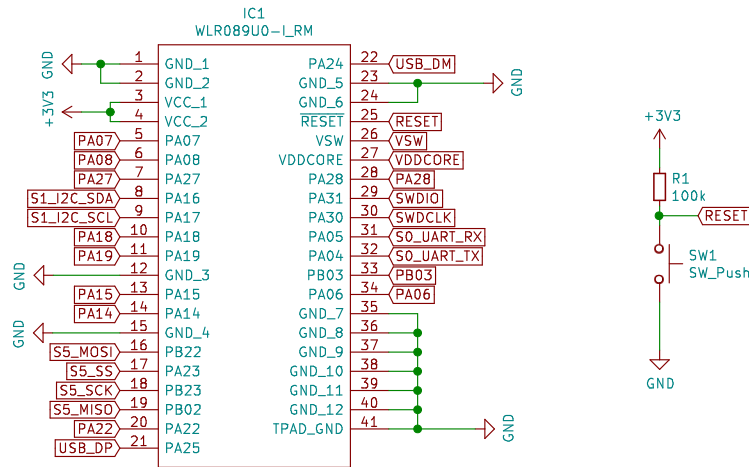 IC1
WLR089U0-I_RM
GND 1 GND_1 PA24 22 USB_DM
2 GND_2 GND_5 23 GND
+3V3 3 VCC_1 GND_6 24
4 VCC_2 RESET 25 RESET
PA07 5 PA07 VSW 26 VSW
PA08 6 PA08 VDDCORE 27 VDDCORE
PA27 7 PA27 PA28 28 PA28
S1_I2C_SDA 8 PA16 PA31 29 SWDIO
S1_I2C_SCL 9 PA17 PA30 30 SWDCLK
PA18 10 PA18 PA05 31 S0_UART_RX
PA19 11 PA19 PA04 32 S0_UART_TX
GND 12 GND_3 PB03 33 PB03
PA15 13 PA15 PA06 34 PA06
PA14 14 PA14 GND_7 35
GND 15 GND_4 GND_8 36
S5_MOSI 16 PB22 GND_9 37
S5_SS 17 PA23 GND_10 38
S5_SCK 18 PB23 GND_11 39
S5_MISO 19 PB02 GND_12 40
PA22 20 PA22 TPAD_GND 41 GND
USB_DP 21 PA25
+3V3
R1
100k
RESET
SW1
SW_Push
GND